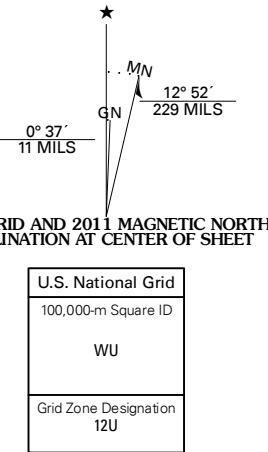 ★
MN
GN
12° 52´
229 MILS
0° 37´
11 MILS
RID AND 2011 MAGNETIC NORTH
LINATION AT CENTER OF SHEET
U.S. National Grid
100,000-m Square ID
WU
Grid Zone Designation
12U